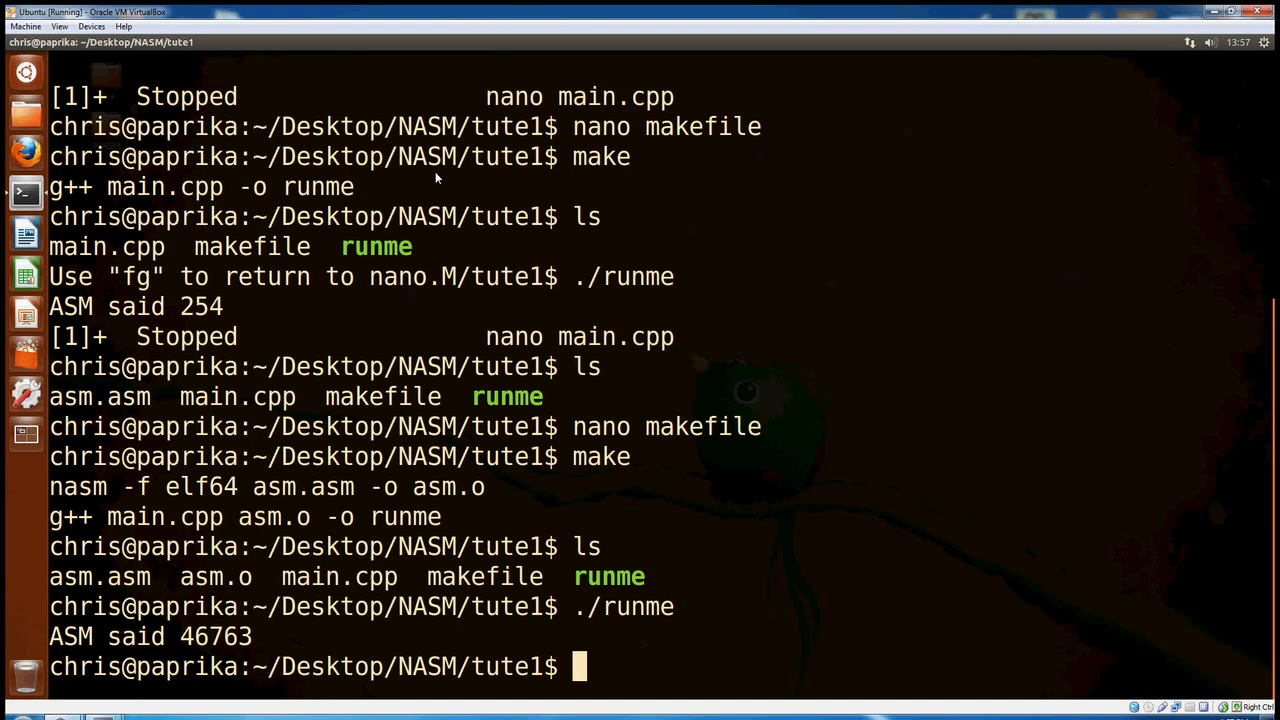 Ubuntu [Running] - Oracle VM VirtualBox
Machine View Devices Help
chris@paprika: ~/Desktop/NASM/tute1 13:57
[1]+ Stopped nano main.cpp
chris@paprika:~/Desktop/NASM/tute1$ nano makefile
chris@paprika:~/Desktop/NASM/tute1$ make
g++ main.cpp -o runme
chris@paprika:~/Desktop/NASM/tute1$ ls
main.cpp makefile runme
Use "fg" to return to nano.M/tute1$ ./runme
ASM said 254
[1]+ Stopped nano main.cpp
chris@paprika:~/Desktop/NASM/tute1$ ls
asm.asm main.cpp makefile runme
chris@paprika:~/Desktop/NASM/tute1$ nano makefile
chris@paprika:~/Desktop/NASM/tute1$ make
nasm -f elf64 asm.asm -o asm.o
g++ main.cpp asm.o -o runme
chris@paprika:~/Desktop/NASM/tute1$ ls
asm.asm asm.o main.cpp makefile runme
chris@paprika:~/Desktop/NASM/tute1$ ./runme
ASM said 46763
chris@paprika:~/Desktop/NASM/tute1$
Right Ctrl